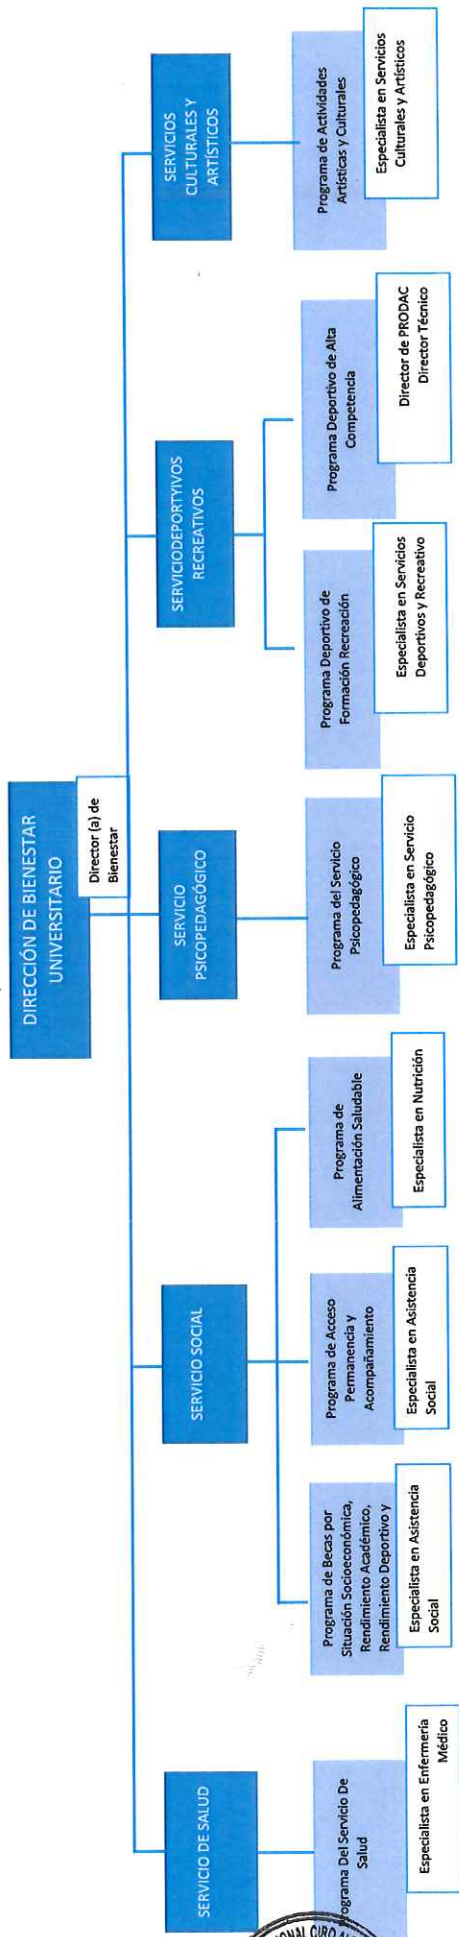 DIRECCIÓN DE BIENESTAR
UNIVERSITARIO
Director (a) de
Bienestar
SERVICIO DE SALUD
SERVICIO SOCIAL
SERVICIO
PSICOPEDAGÓGICO
SERVICIODEPORTYIVOS
RECREATIVOS
SERVICIOS
CULTURALES Y
ARTÍSTICOS
Programa Del Servicio De
Salud
Especialista en Enfermería
Médico
Programa de Becas por
Situación Socioeconómica,
Rendimiento Académico,
Rendimiento Deportivo y
Especialista en Asistencia
Social
Programa de Acceso
Permanencia y
Acompañamiento
Especialista en Asistencia
Social
Programa de
Alimentación Saludable
Especialista en Nutrición
Programa del Servicio
Psicopedagógico
Especialista en Servicio
Psicopedagógico
Programa Deportivo de
Formación Recreación
Especialista en Servicios
Deportivos y Recreativo
Programa Deportivo de Alta
Competencia
Director de PRODAC
Director Técnico
Programa de Actividades
Artísticas y Culturales
Especialista en Servicios
Culturales y Artísticos
CIRO